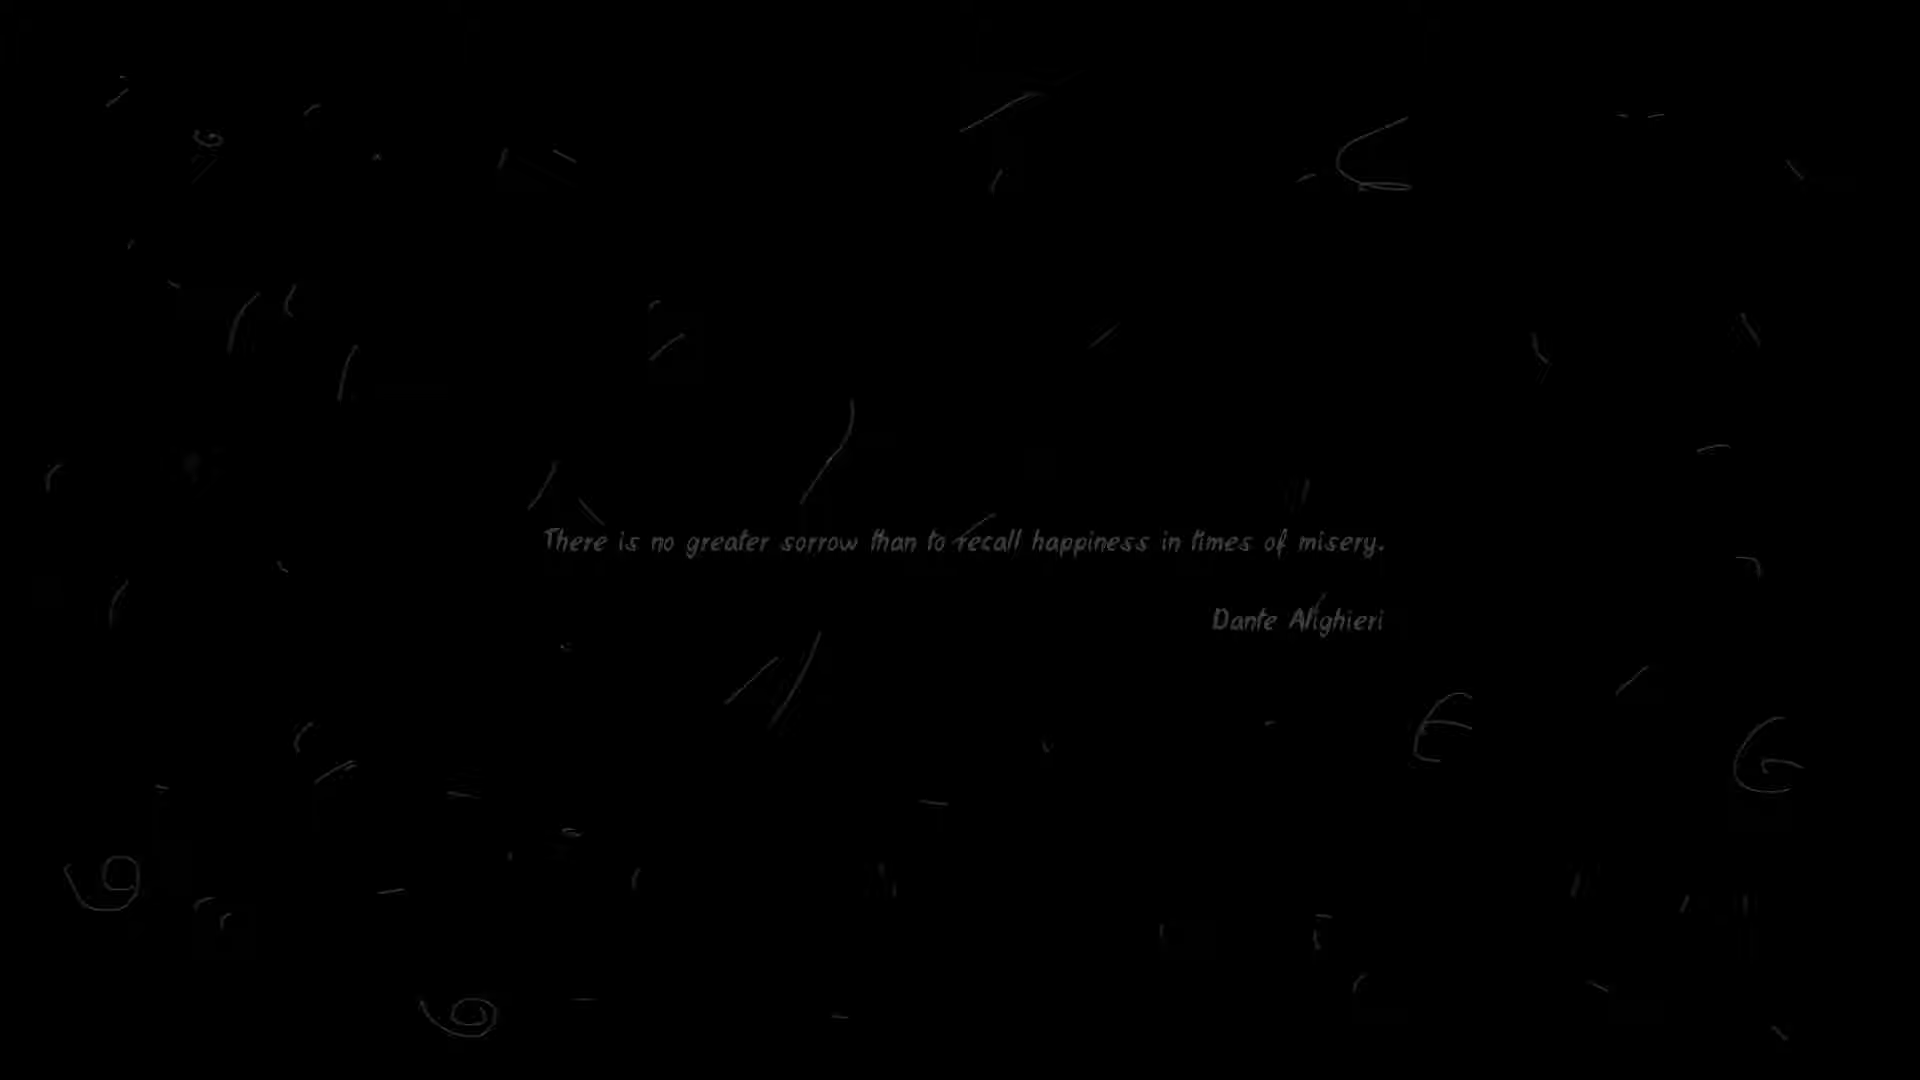 There is no greater sorrow than to recall happiness in times of misery.
Dante Alighieri